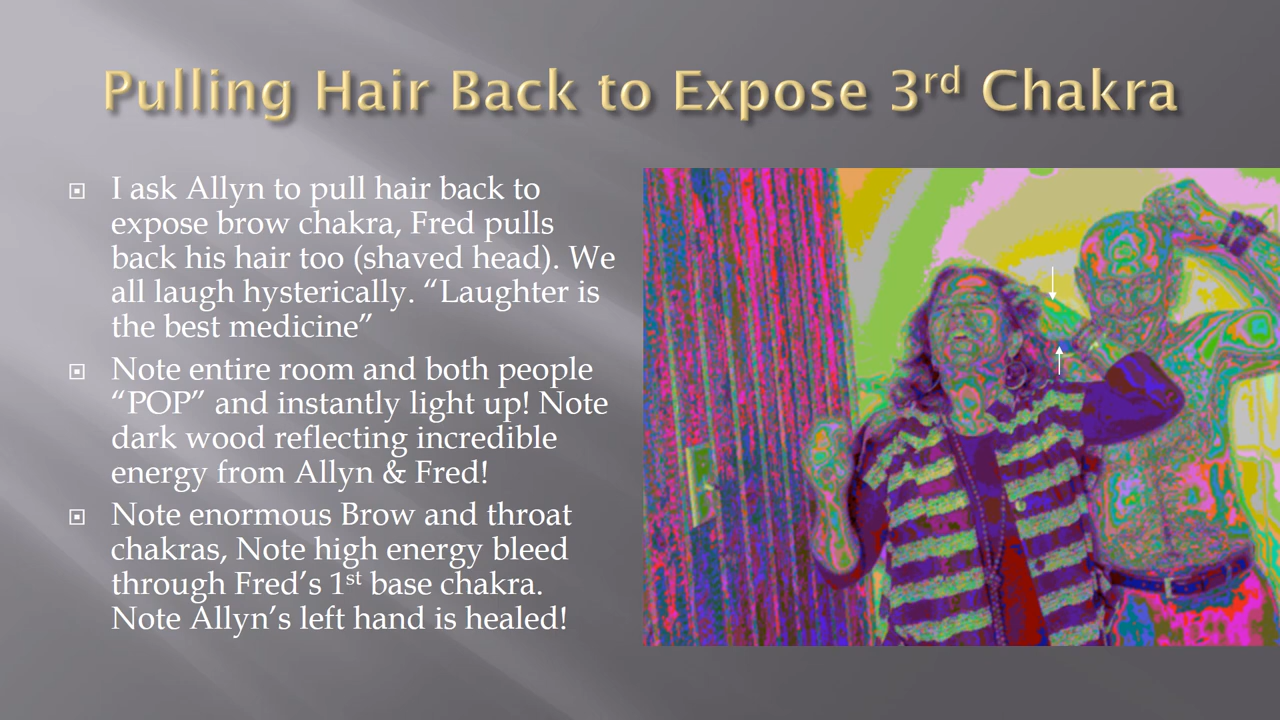 Pulling Hair Back to Expose 3rd Chakra
I ask Allyn to pull hair back to
expose brow chakra, Fred pulls
back his hair too (shaved head). We
all laugh hysterically. “Laughter is
the best medicine”
Note entire room and both people
“POP” and instantly light up! Note
dark wood reflecting incredible
energy from Allyn & Fred!
Note enormous Brow and throat
chakras, Note high energy bleed
through Fred’s 1st base chakra.
Note Allyn’s left hand is healed!